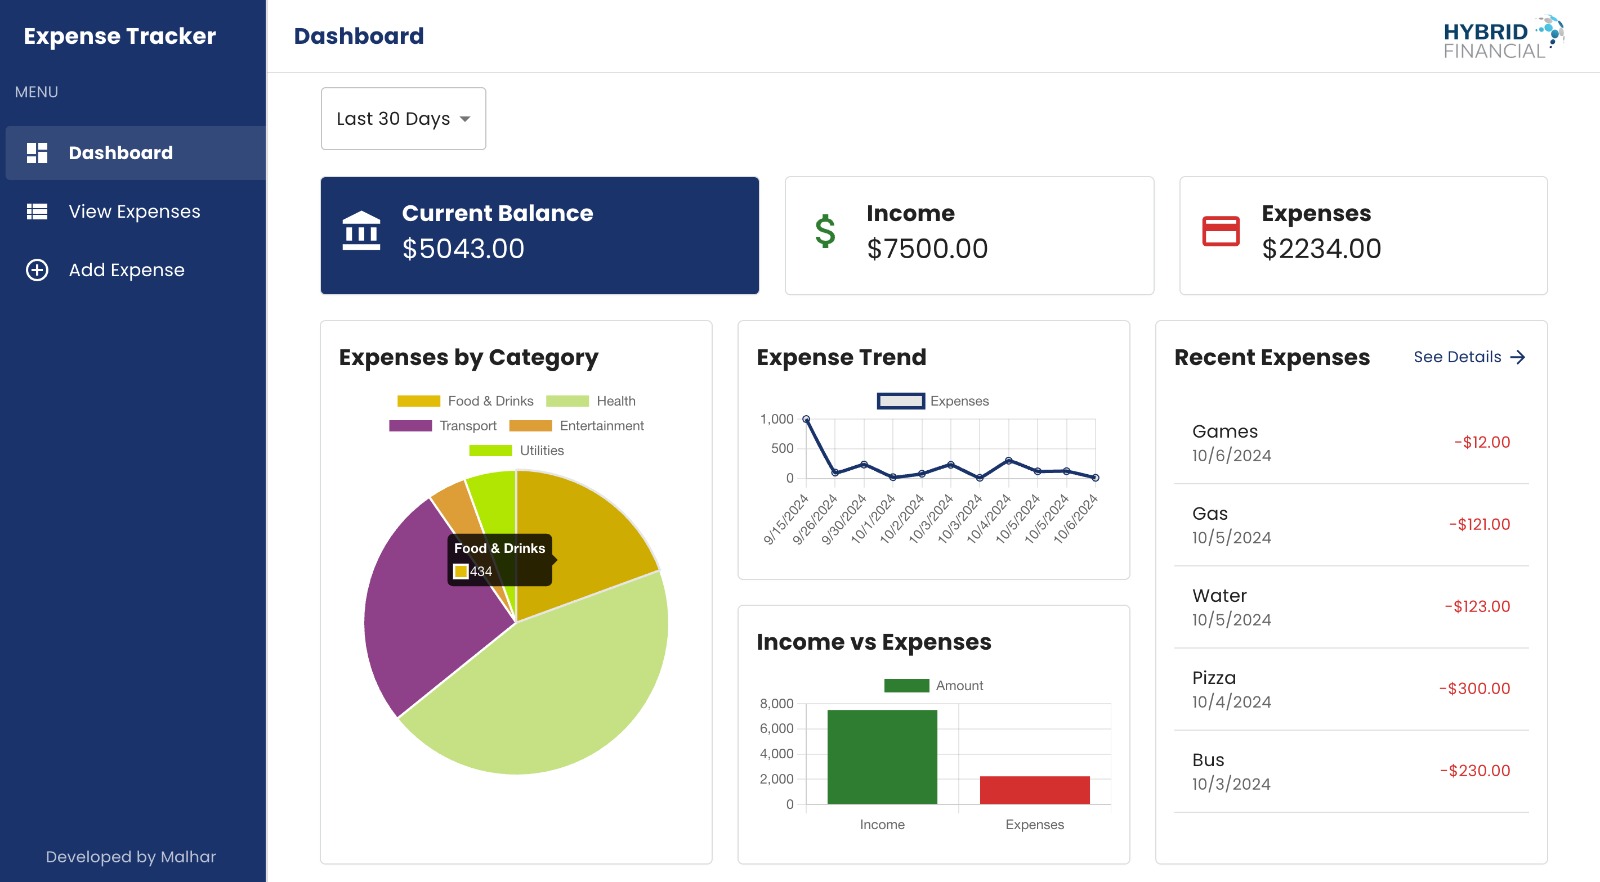 Expense Tracker
MENU
Dashboard
View Expenses
Add Expense
Developed by Malhar
Dashboard
HYBRID
FINANCIAL
Last 30 Days
Current Balance
$5043.00
Income
$7500.00
Expenses
$2234.00
Expenses by Category
Food & Drinks Health
Transport Entertainment
Utilities
Food & Drinks
434
Expense Trend
Expenses
1,000
500
0
9/15/2024 9/26/2024 9/30/2024 10/1/2024 10/2/2024 10/3/2024 10/3/2024 10/4/2024 10/5/2024 10/5/2024 10/6/2024
Income vs Expenses
Amount
8,000
6,000
4,000
2,000
0
Income Expenses
Recent Expenses See Details
Games
10/6/2024
-$12.00
Gas
10/5/2024
-$121.00
Water
10/5/2024
-$123.00
Pizza
10/4/2024
-$300.00
Bus
10/3/2024
-$230.00